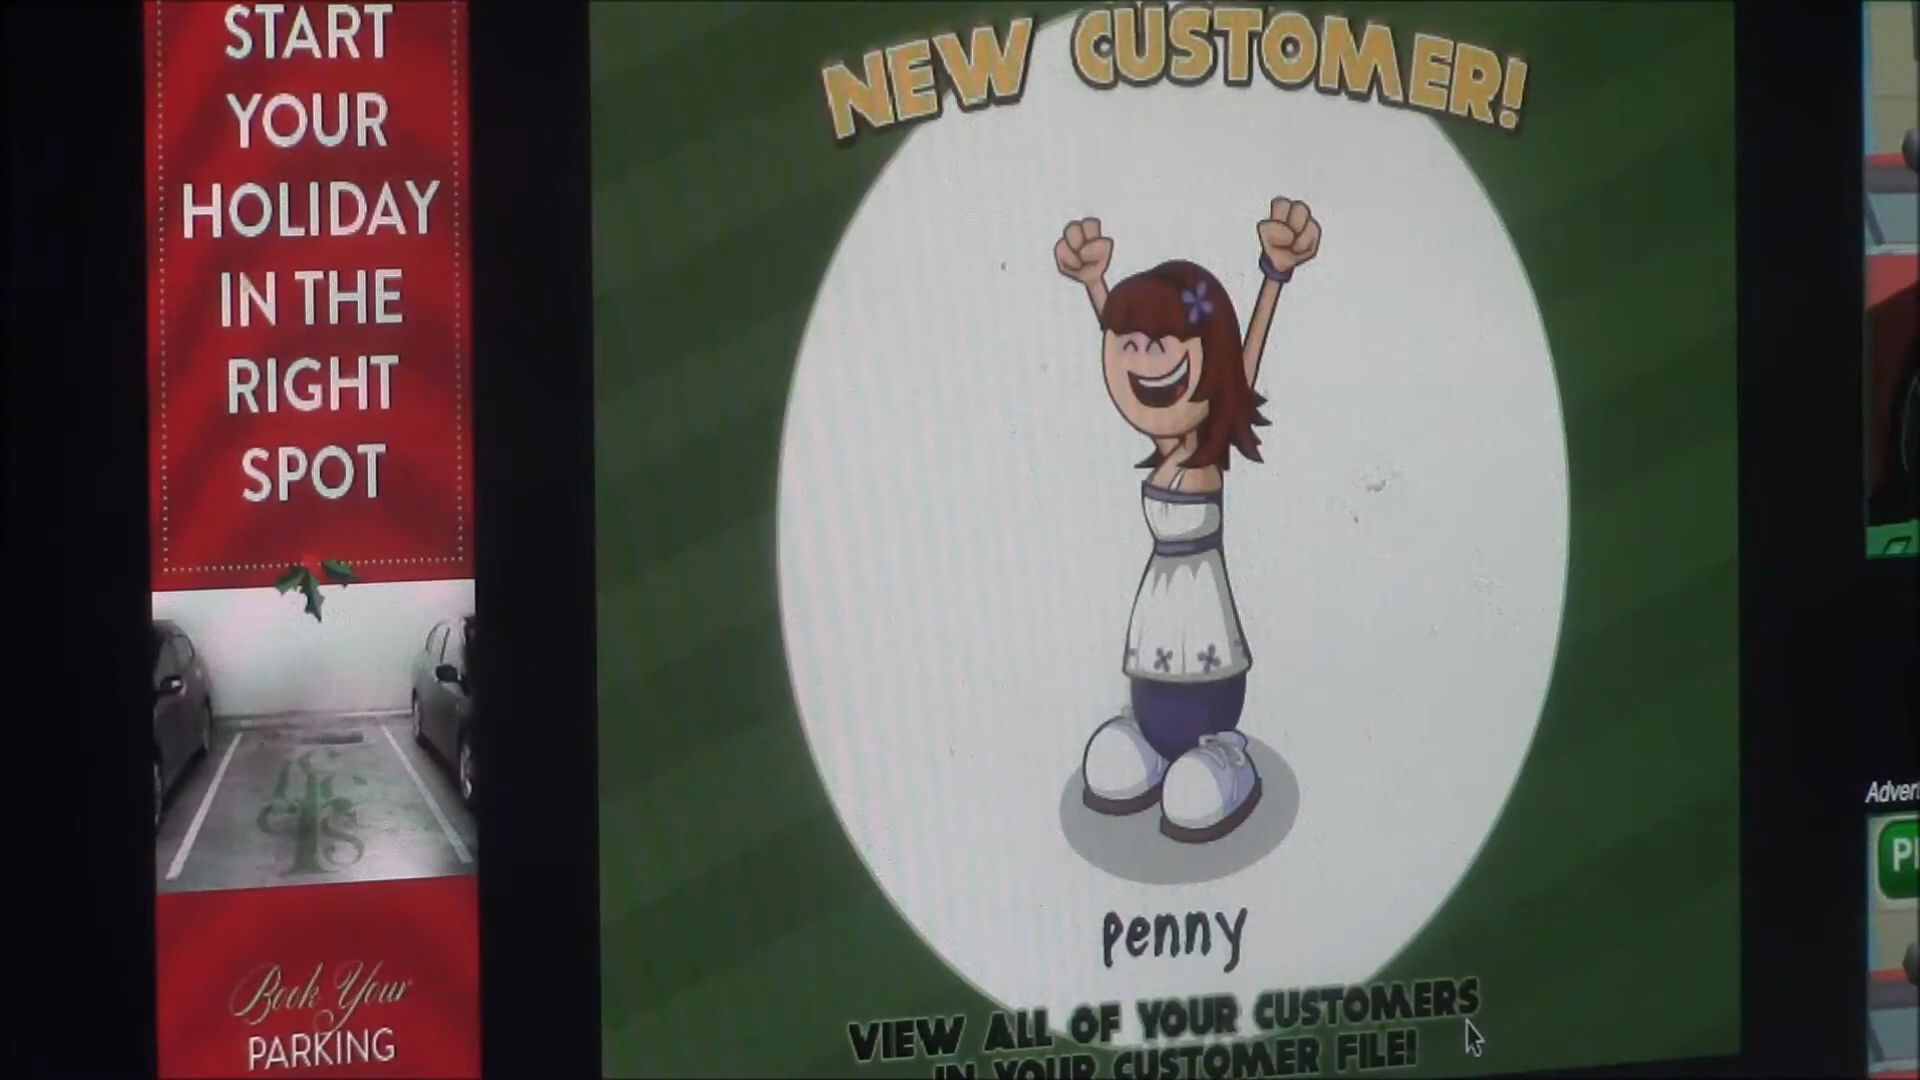 START
YOUR
HOLIDAY
IN THE
RIGHT
SPOT
Book Your
PARKING
NEW CUSTOMER!
penny
VIEW ALL OF YOUR CUSTOMERS
IN YOUR CUSTOMER FILE!